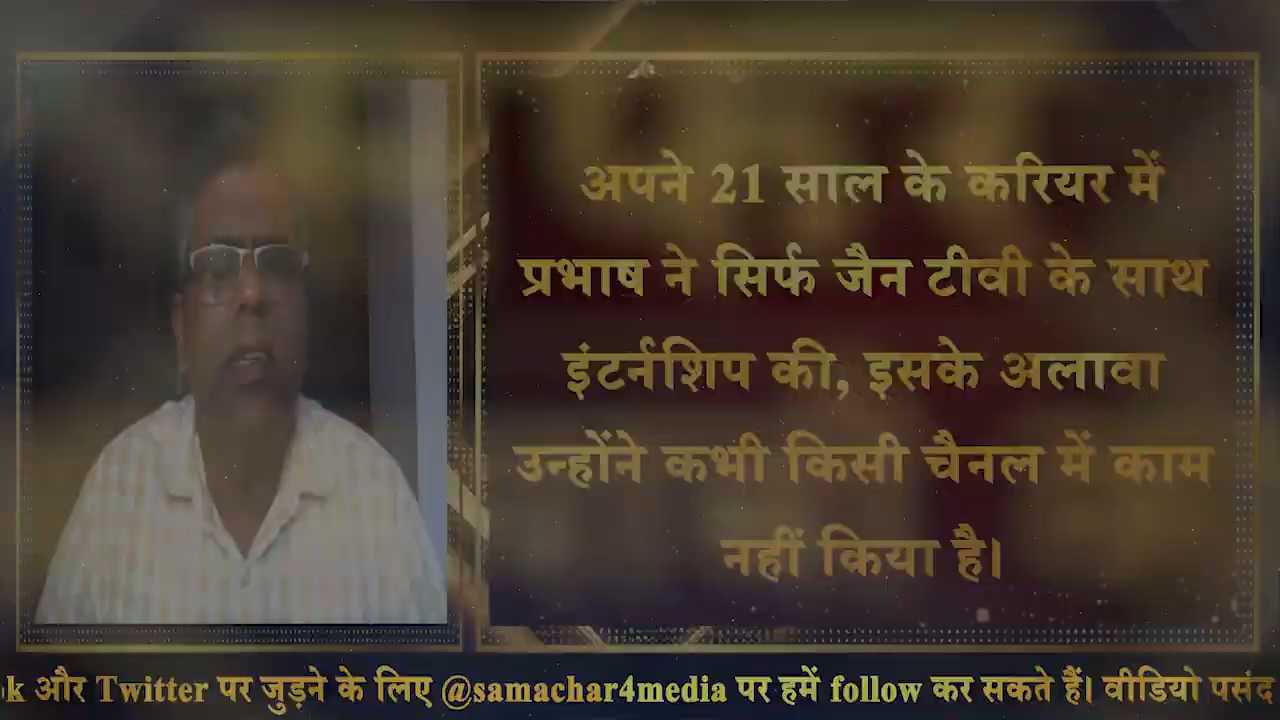 अपने 21 साल के करियर में
प्रभाष ने सिर्फ जैन टीवी के साथ
इंटर्नशिप की, इसके अलावा
उन्होंने कभी किसी चैनल में काम
नहीं किया है।
k और Twitter पर जुड़ने के लिए @samachar4media पर हमें follow कर सकते हैं। वीडियो पसंद